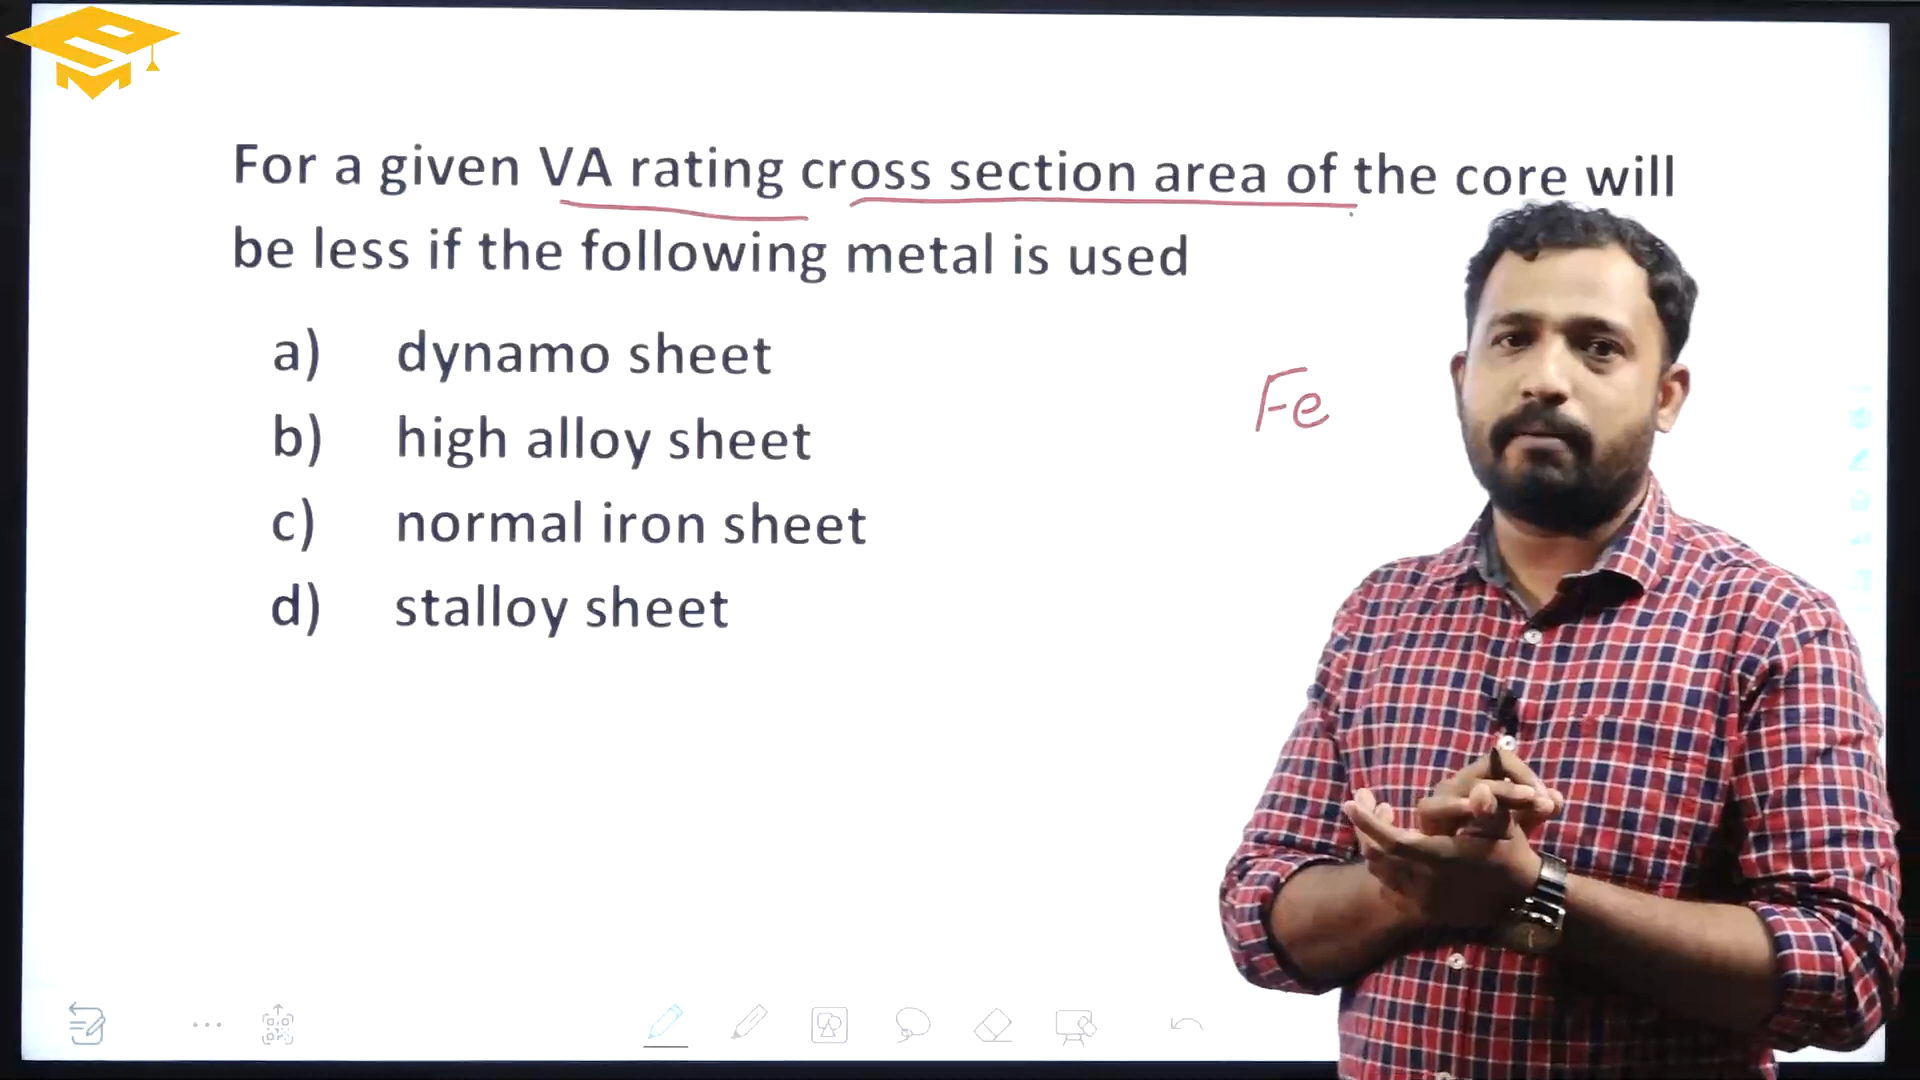 For a given VA rating cross section area of the core will
be less if the following metal is used
a) dynamo sheet
b) high alloy sheet
c) normal iron sheet
d) stalloy sheet
Fe